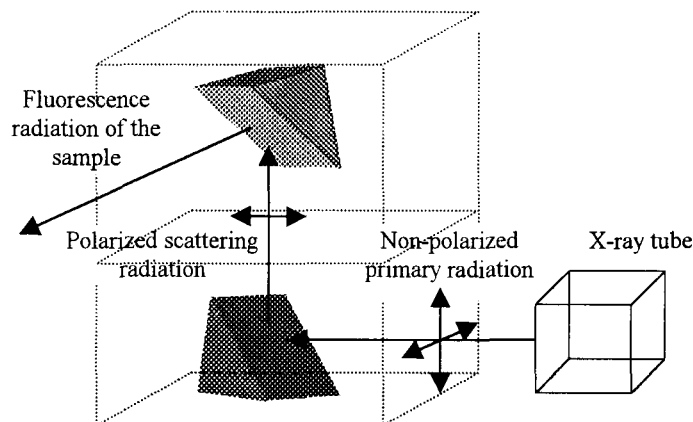 Fluorescence
radiation of the
sample
Polarized scattering
radiation
Non-polarized
primary radiation
X-ray tube